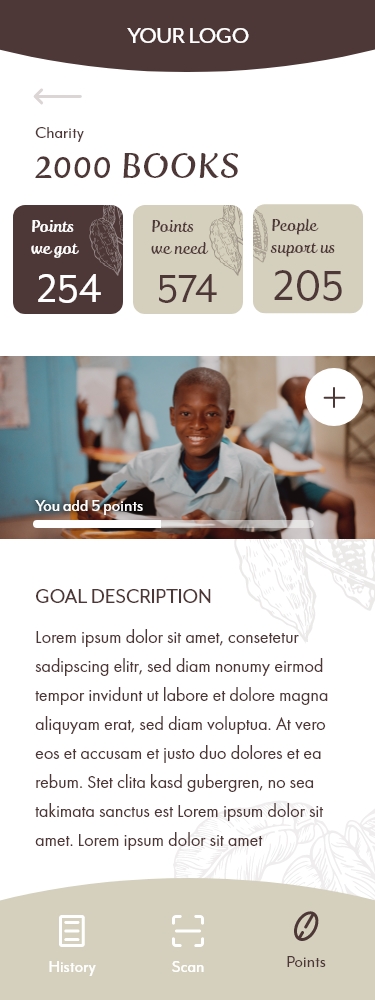 YOUR LOGO
Charity
2000 BOOKS
Points
we got
254
Points
we need
574
People
suport us
205
You add 5 points
GOAL DESCRIPTION
Lorem ipsum dolor sit amet, consetetur
sadipscing elitr, sed diam nonumy eirmod
tempor invidunt ut labore et dolore magna
aliquyam erat, sed diam voluptua. At vero
eos et accusam et justo duo dolores et ea
rebum. Stet clita kasd gubergren, no sea
takimata sanctus est Lorem ipsum dolor sit
amet. Lorem ipsum dolor sit amet
History
Scan
Points